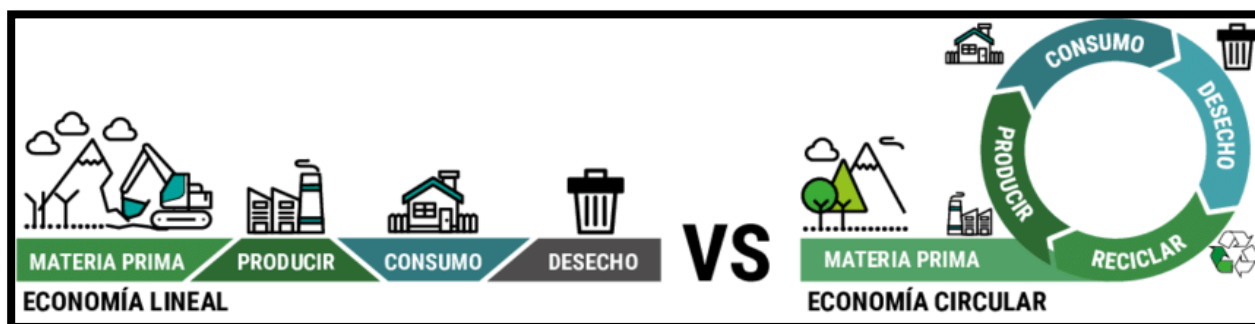 MATERIA PRIMA
PRODUCIR
CONSUMO
DESECHO
ECONOMÍA LINEAL
VS
CONSUMO
DESECHO
RECICLAR
PRODUCIR
MATERIA PRIMA
ECONOMÍA CIRCULAR